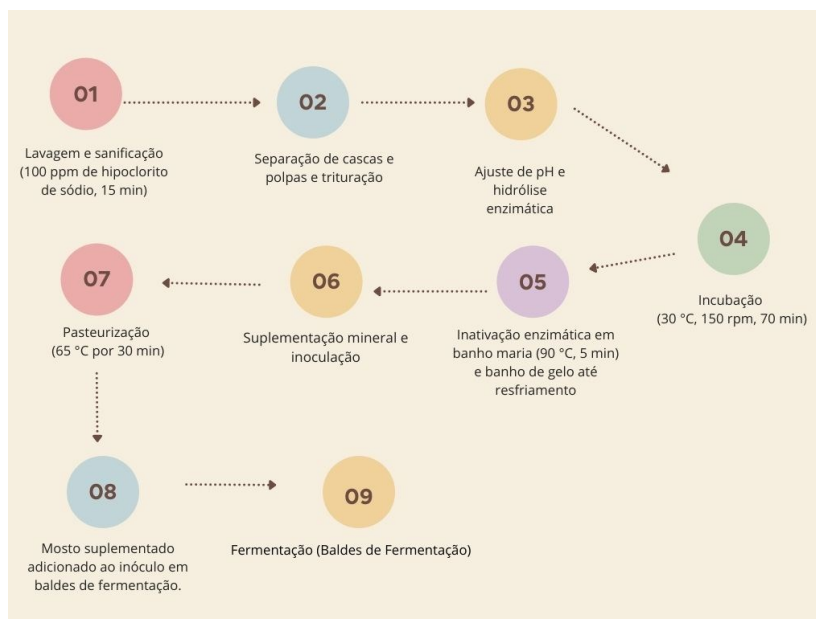 01
Lavagem e sanificação
(100 ppm de hipoclorito
de sódio, 15 min)
02
Separação de cascas e
polpas e trituração
03
Ajuste de pH e
hidrólise
enzimática
04
Incubação
(30 °C, 150 rpm, 70 min)
05
Inativação enzimática em
banho maria (90 °C, 5 min)
e banho de gelo até
resfriamento
06
Suplementação mineral e
inoculação
07
Pasteurização
(65 °C por 30 min)
08
Mosto suplementado
adicionado ao inóculo em
baldes de fermentação.
09
Fermentação (Baldes de Fermentação)